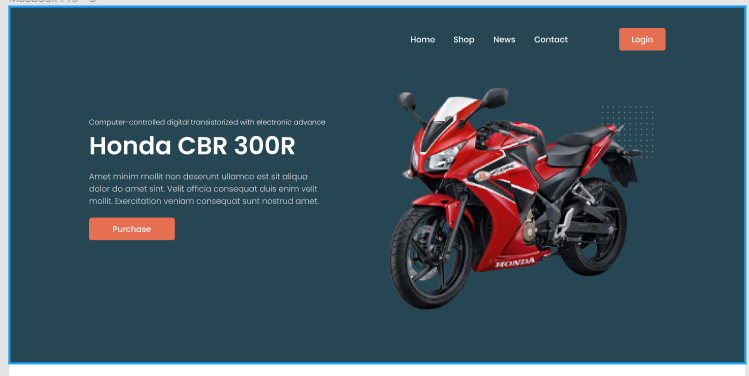 Home Shop News Contact Login
Computer-controlled digital transistorized with electronic advance
Honda CBR 300R
Amet minim mollit non deserunt ullamco est sit aliqua
dolor do amet sint. Velit officia consequat duis enim velit
mollit. Exercitation veniam consequat sunt nostrud amet.
Purchase
HONDA